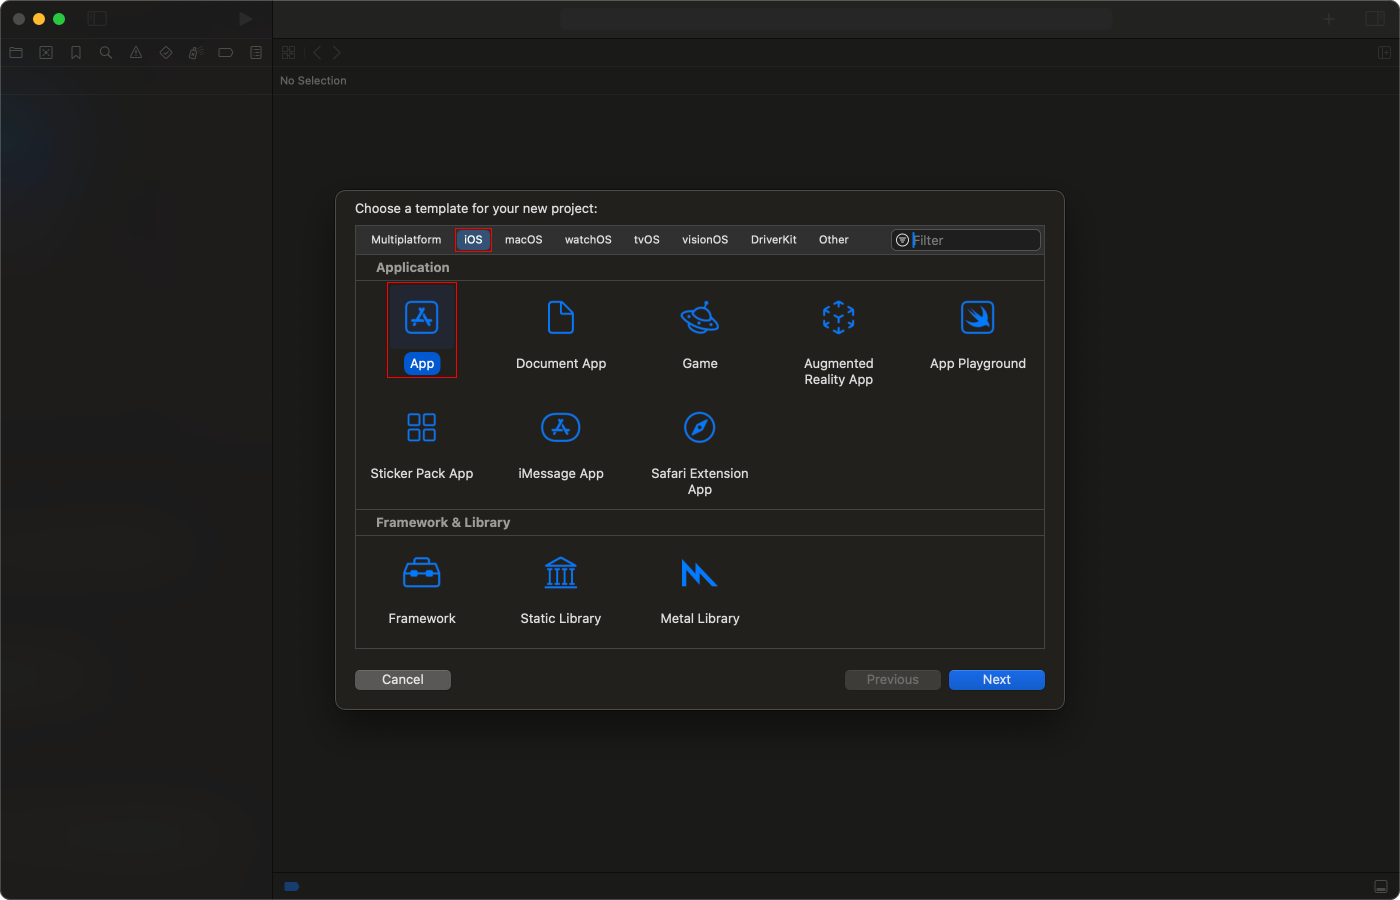 No Selection
Choose a template for your new project:
Multiplatform iOS macOS watchOS tvOS visionOS DriverKit Other Filter
Application
App Document App Game Augmented Reality App App Playground
Sticker Pack App iMessage App Safari Extension App
Framework & Library
Framework Static Library Metal Library
Cancel Previous Next